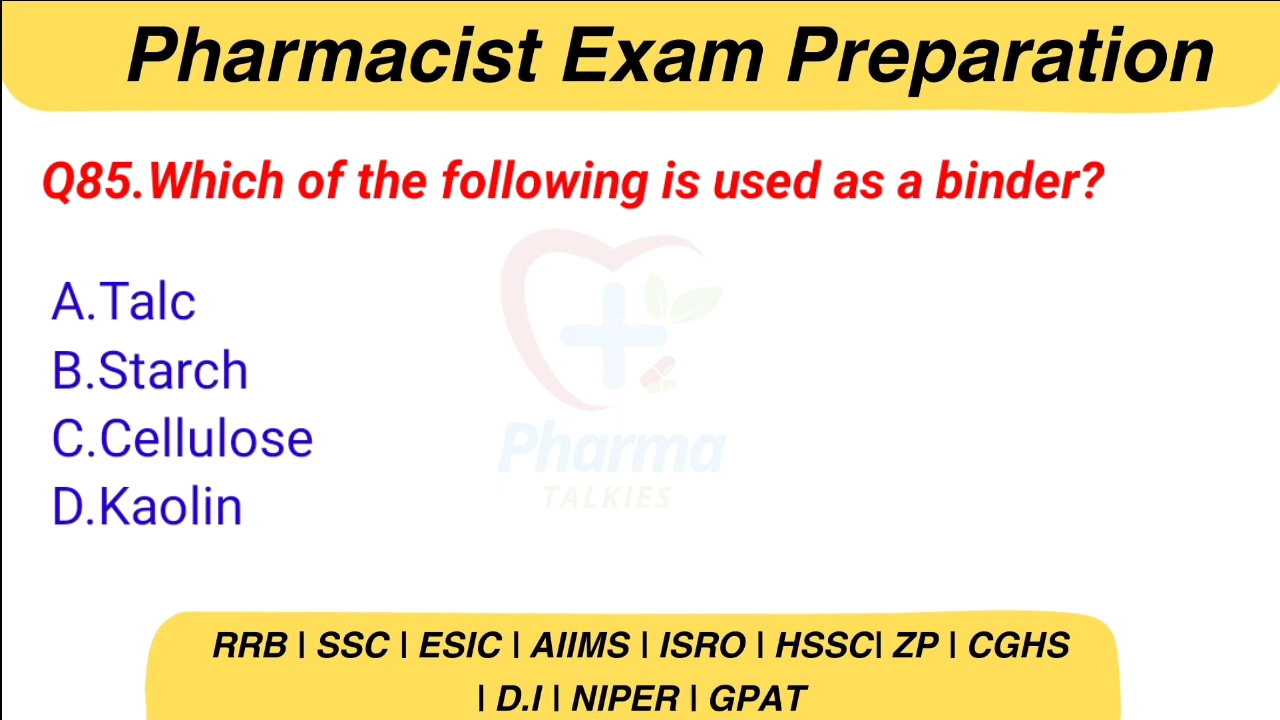 Pharmacist Exam Preparation
Q85.Which of the following is used as a binder?
A.Talc
B.Starch
C.Cellulose
D.Kaolin
Pharma
TALKIES
RRB | SSC | ESIC | AIIMS | ISRO | HSSC| ZP | CGHS
| D.I | NIPER | GPAT